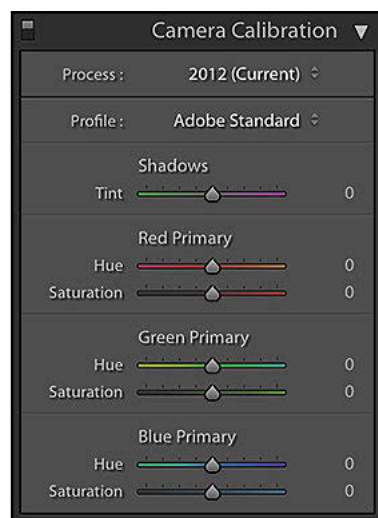 Camera Calibration
Process : 2012 (Current)
Profile : Adobe Standard
Shadows
Tint 0
Red Primary
Hue 0
Saturation 0
Green Primary
Hue 0
Saturation 0
Blue Primary
Hue 0
Saturation 0